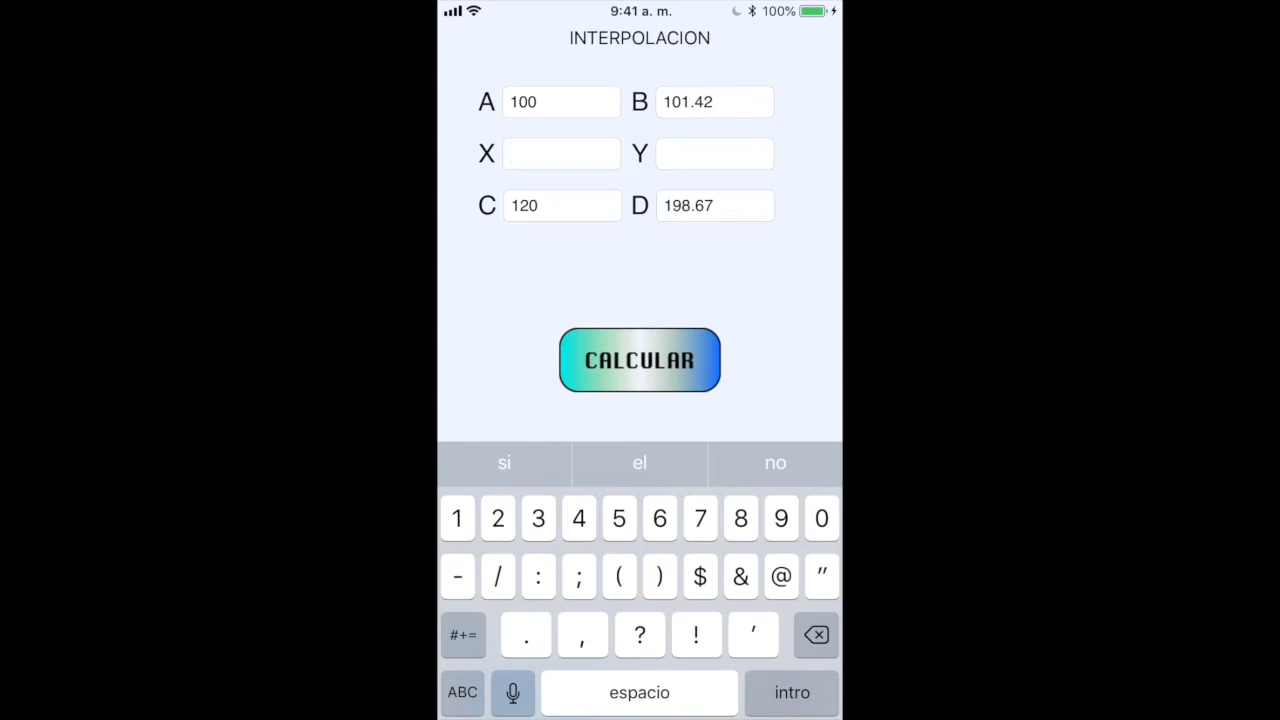 9:41 a. m. 100%
INTERPOLACION
A 100 B 101.42
X Y
C 120 D 198.67
CALCULAR
si el no
1 2 3 4 5 6 7 8 9 0
- / : ; ( ) $ & @ "
#+= . , ? ! '
ABC espacio intro